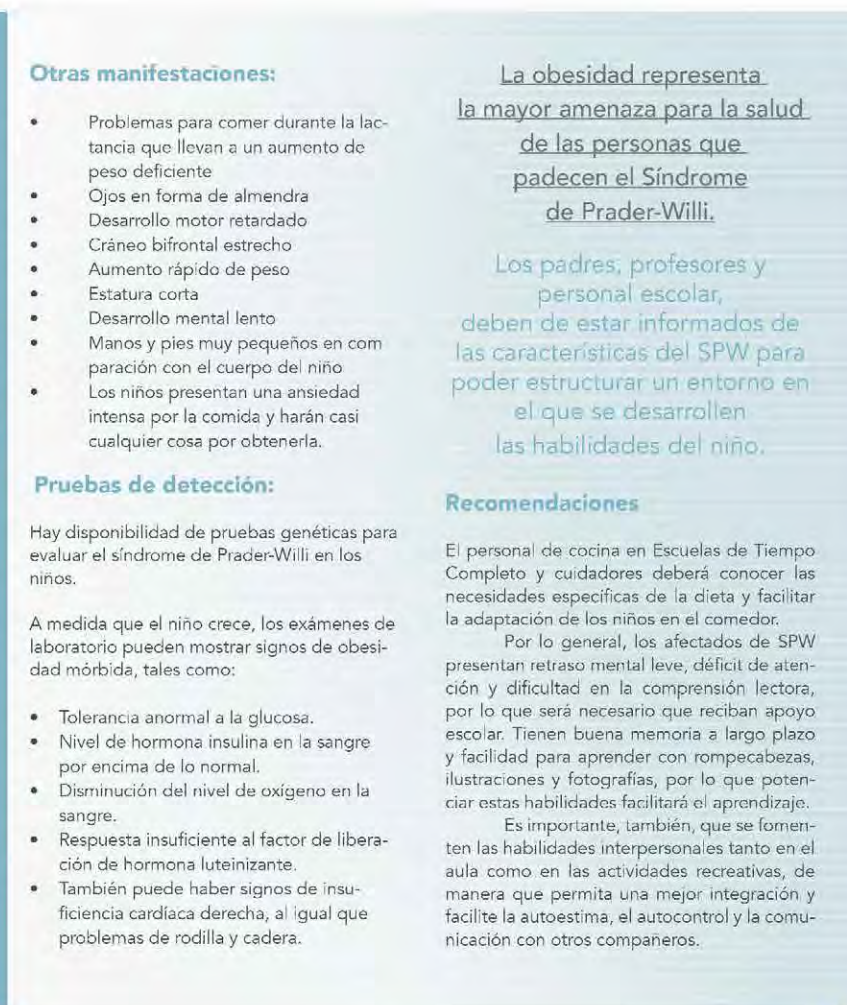 Otras manifestaciones:
• Problemas para comer durante la lac-
tancia que llevan a un aumento de
peso deficiente
• Ojos en forma de almendra
• Desarrollo motor retardado
• Cráneo bifrontal estrecho
• Aumento rápido de peso
• Estatura corta
• Desarrollo mental lento
• Manos y pies muy pequeños en com
paración con el cuerpo del niño
• Los niños presentan una ansiedad
intensa por la comida y harán casi
cualquier cosa por obtenerla.
Pruebas de detección:
Hay disponibilidad de pruebas genéticas para
evaluar el síndrome de Prader-Willi en los
niños.
A medida que el niño crece, los exámenes de
laboratorio pueden mostrar signos de obesi-
dad mórbida, tales como:
• Tolerancia anormal a la glucosa.
• Nivel de hormona insulina en la sangre
por encima de lo normal.
• Disminución del nivel de oxígeno en la
sangre.
• Respuesta insuficiente al factor de libera-
ción de hormona luteinizante.
• También puede haber signos de insu-
ficiencia cardíaca derecha, al igual que
problemas de rodilla y cadera.
La obesidad representa
la mayor amenaza para la salud
de las personas que
padecen el Síndrome
de Prader-Willi.
Los padres, profesores y
personal escolar,
deben de estar informados de
las características del SPW para
poder estructurar un entorno en
el que se desarrollen
las habilidades del niño.
Recomendaciones
El personal de cocina en Escuelas de Tiempo
Completo y cuidadores deberá conocer las
necesidades específicas de la dieta y facilitar
la adaptación de los niños en el comedor.
Por lo general, los afectados de SPW
presentan retraso mental leve, déficit de aten-
ción y dificultad en la comprensión lectora,
por lo que será necesario que reciban apoyo
escolar. Tienen buena memoria a largo plazo
y facilidad para aprender con rompecabezas,
ilustraciones y fotografías, por lo que poten-
ciar estas habilidades facilitará el aprendizaje.
Es importante, también, que se fomen-
ten las habilidades interpersonales tanto en el
aula como en las actividades recreativas, de
manera que permita una mejor integración y
facilite la autoestima, el autocontrol y la comu-
nicación con otros compañeros.